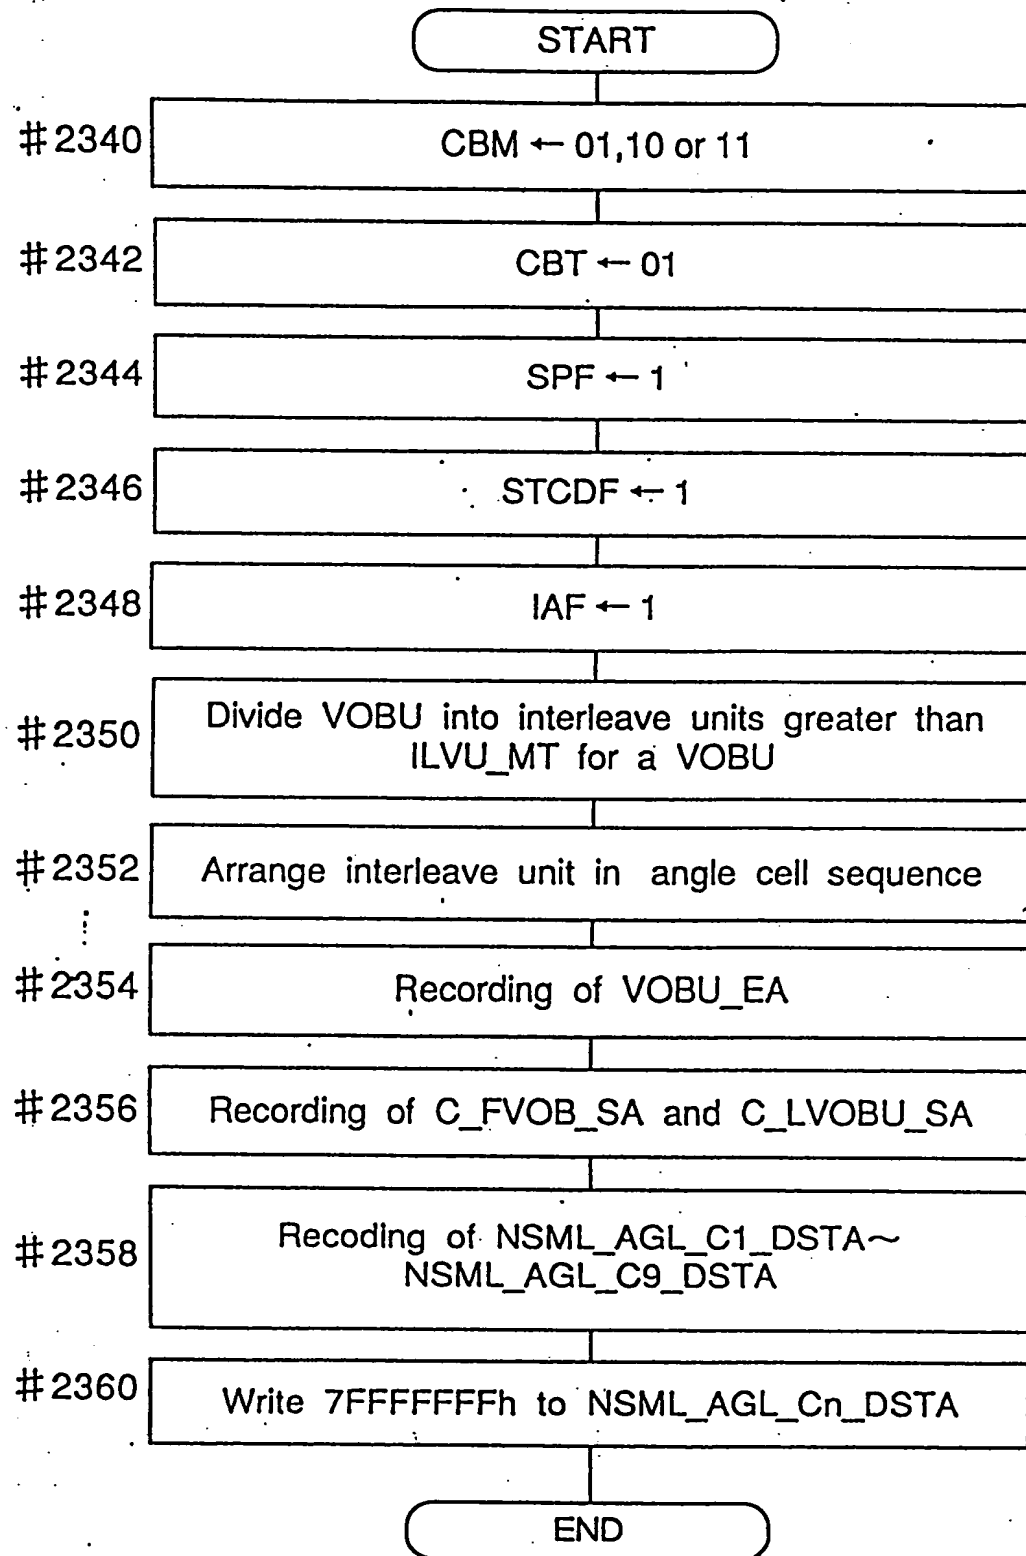 START
#2340 CBM ← 01,10 or 11
#2342 CBT ← 01
#2344 SPF ← 1
#2346 STCDF ← 1
#2348 IAF ← 1
#2350 Divide VOBU into interleave units greater than
ILVU_MT for a VOBU
#2352 Arrange interleave unit in angle cell sequence
#2354 Recording of VOBU_EA
#2356 Recording of C_FVOB_SA and C_LVOBU_SA
#2358 Recoding of NSML_AGL_C1_DSTA~
NSML_AGL_C9_DSTA
#2360 Write 7FFFFFFFh to NSML_AGL_Cn_DSTA
END